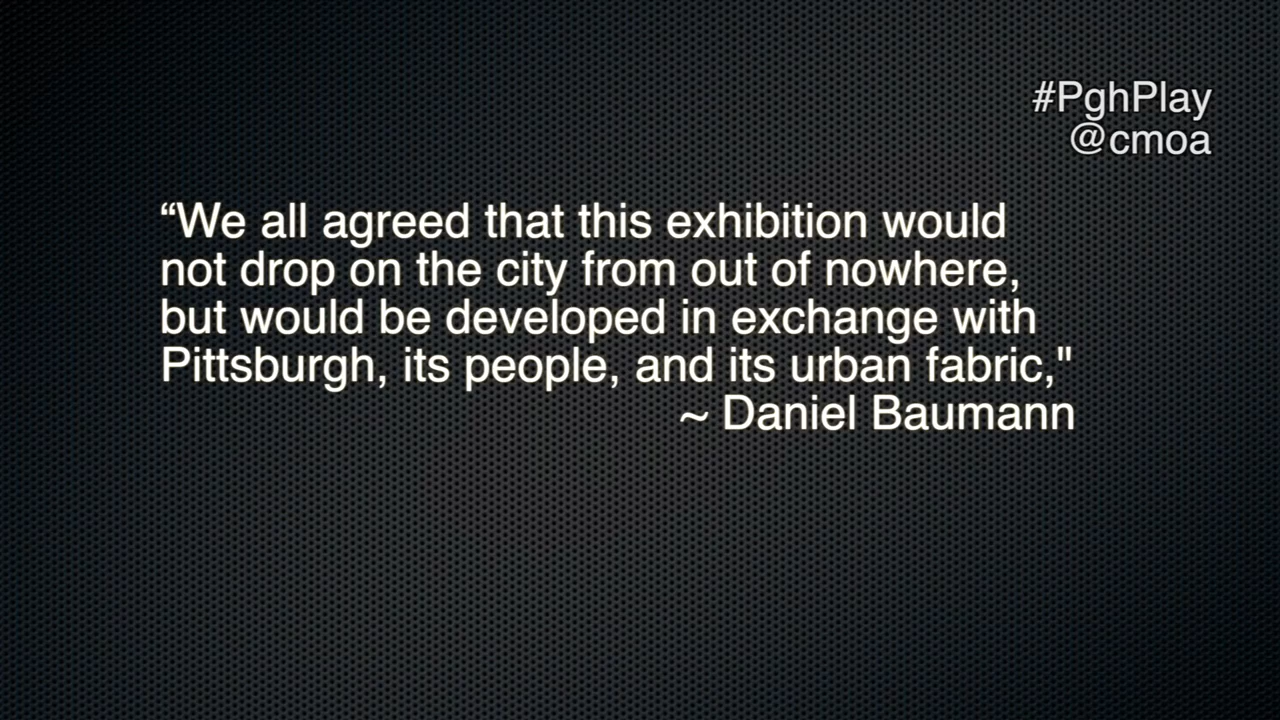 #PghPlay
@cmoa
“We all agreed that this exhibition would
not drop on the city from out of nowhere,
but would be developed in exchange with
Pittsburgh, its people, and its urban fabric,"
~ Daniel Baumann